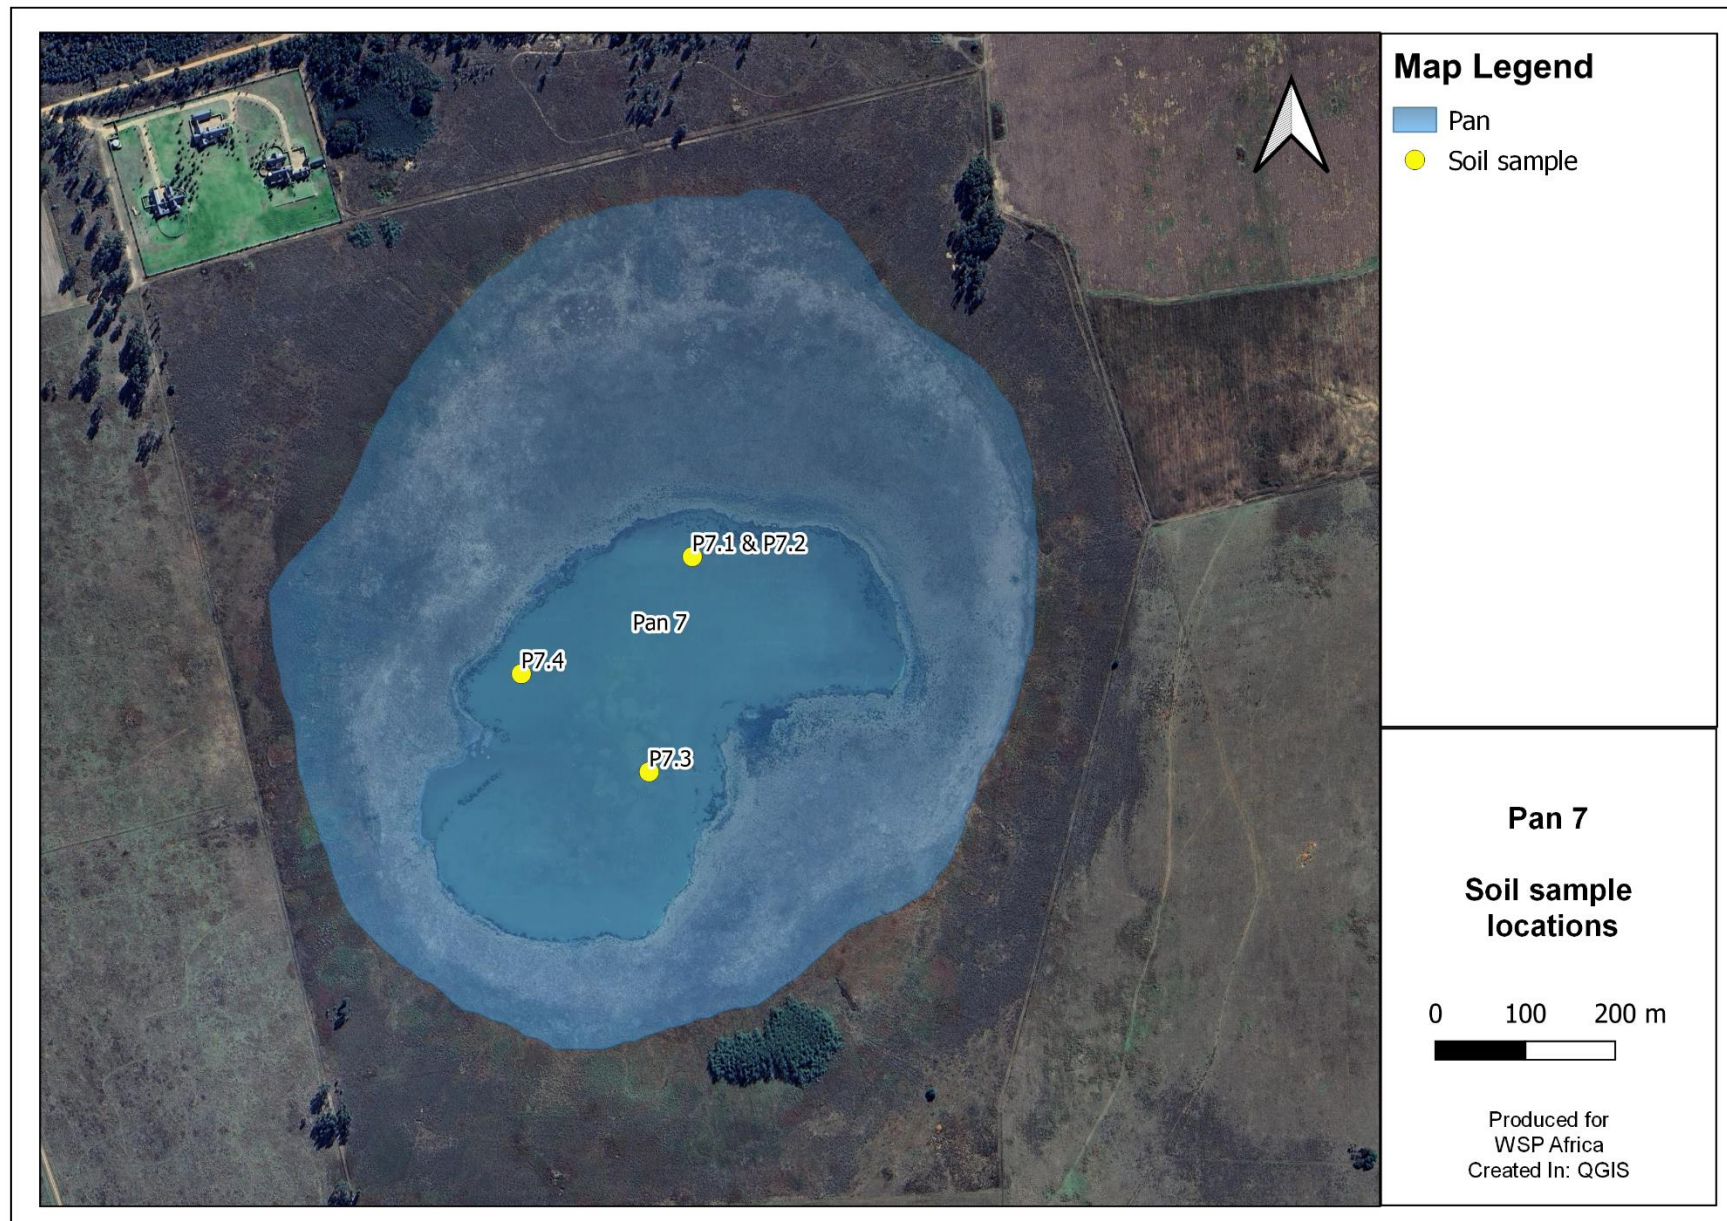 P7.1 & P7.2
Pan 7
P7.4
P7.3
Map Legend
Pan
Soil sample
Pan 7
Soil sample
locations
0 100 200 m
Produced for
WSP Africa
Created In: QGIS